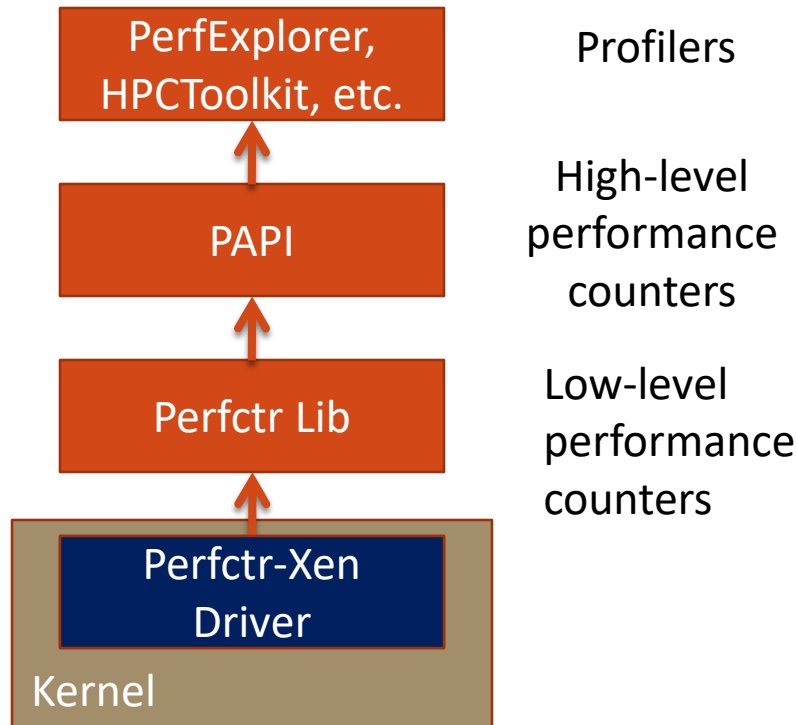 PerfExplorer,
HPCToolkit, etc.
Profilers
PAPI
High-level
performance
counters
Perfctr Lib
Low-level
performance
counters
Perfctr-Xen
Driver
Kernel